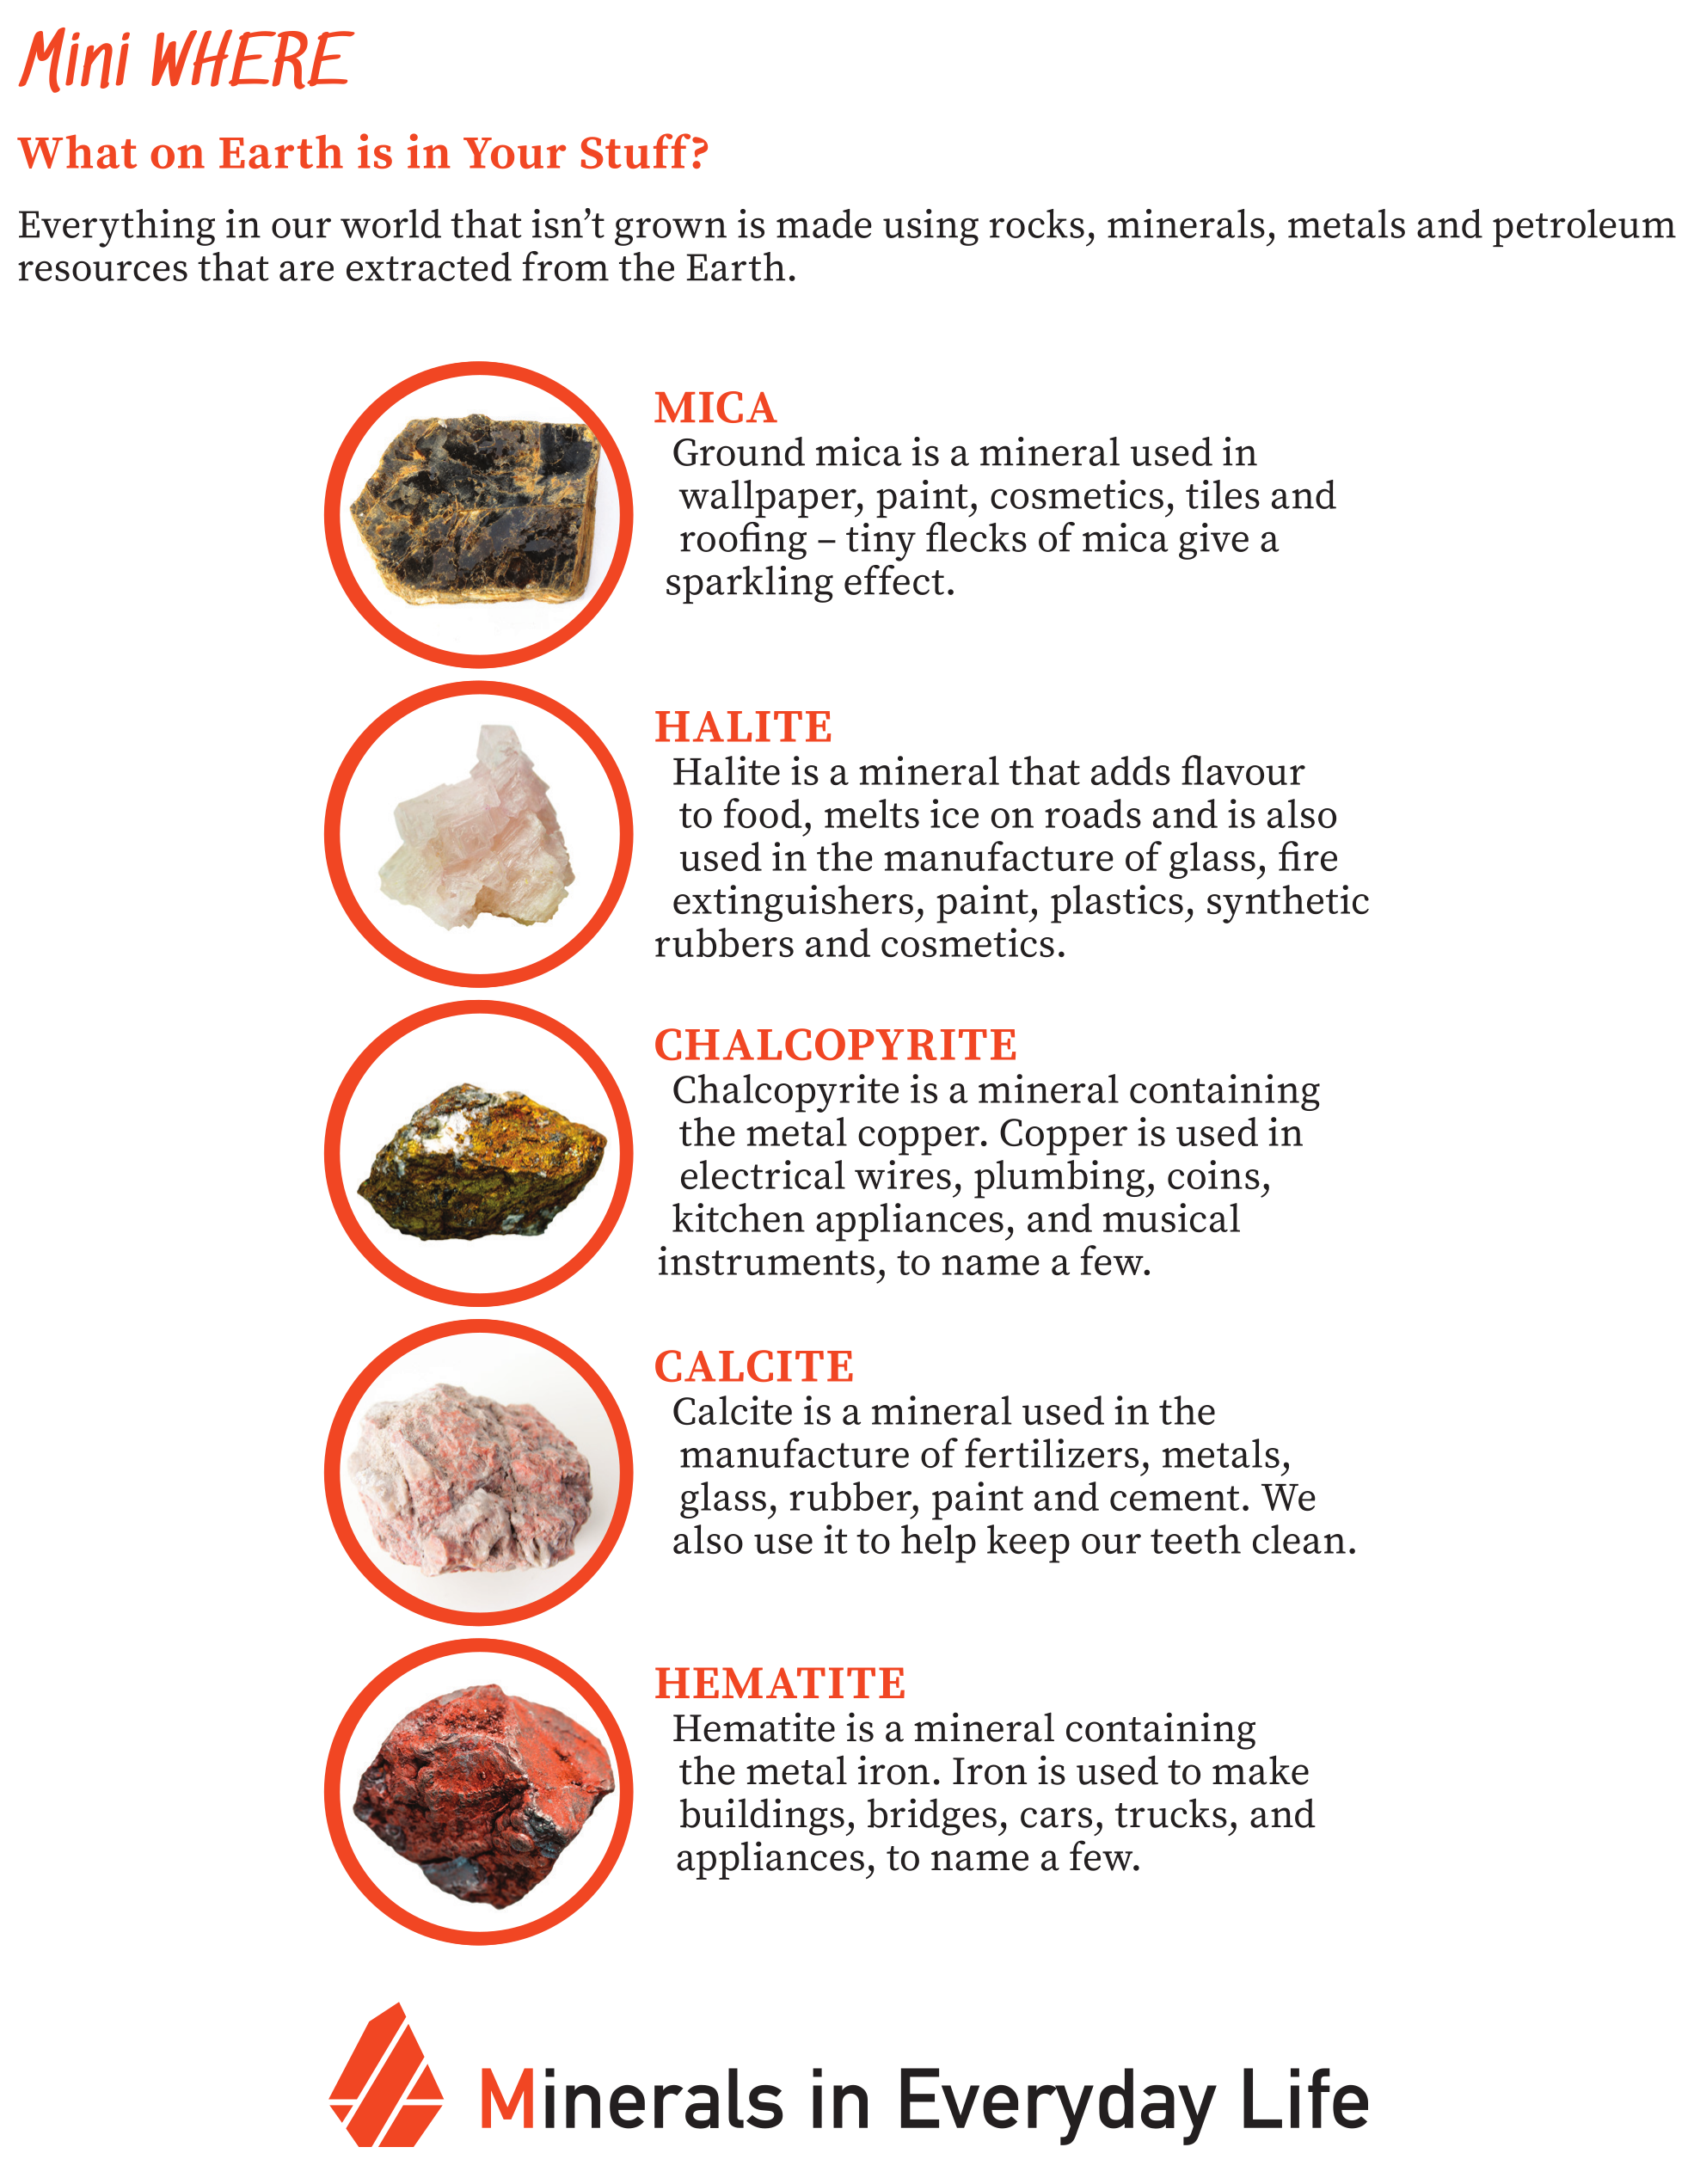 Mini WHERE
What on Earth is in Your Stuff?
Everything in our world that isn’t grown is made using rocks, minerals, metals and petroleum
resources that are extracted from the Earth.
MICA
Ground mica is a mineral used in
wallpaper, paint, cosmetics, tiles and
roofing – tiny flecks of mica give a
sparkling effect.
HALITE
Halite is a mineral that adds flavour
to food, melts ice on roads and is also
used in the manufacture of glass, fire
extinguishers, paint, plastics, synthetic
rubbers and cosmetics.
CHALCOPYRITE
Chalcopyrite is a mineral containing
the metal copper. Copper is used in
electrical wires, plumbing, coins,
kitchen appliances, and musical
instruments, to name a few.
CALCITE
Calcite is a mineral used in the
manufacture of fertilizers, metals,
glass, rubber, paint and cement. We
also use it to help keep our teeth clean.
HEMATITE
Hematite is a mineral containing
the metal iron. Iron is used to make
buildings, bridges, cars, trucks, and
appliances, to name a few.
Minerals in Everyday Life